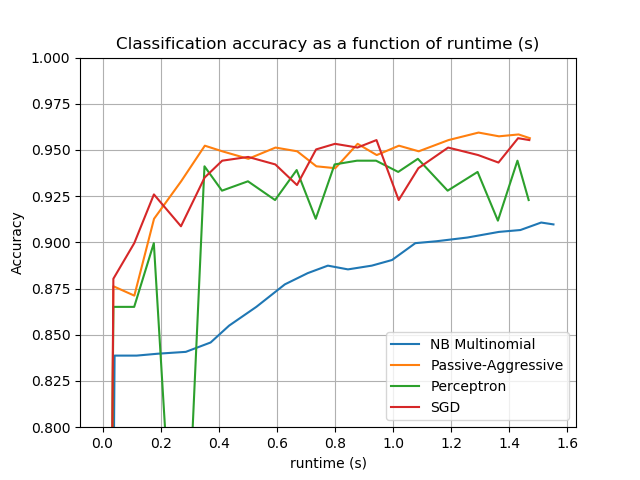 Classification accuracy as a function of runtime (s)
1.000
0.975
0.950
0.925
0.900
0.875
0.850
0.825
0.800
Accuracy
NB Multinomial
Passive-Aggressive
Perceptron
SGD
0.0 0.2 0.4 0.6 0.8 1.0 1.2 1.4 1.6
runtime (s)